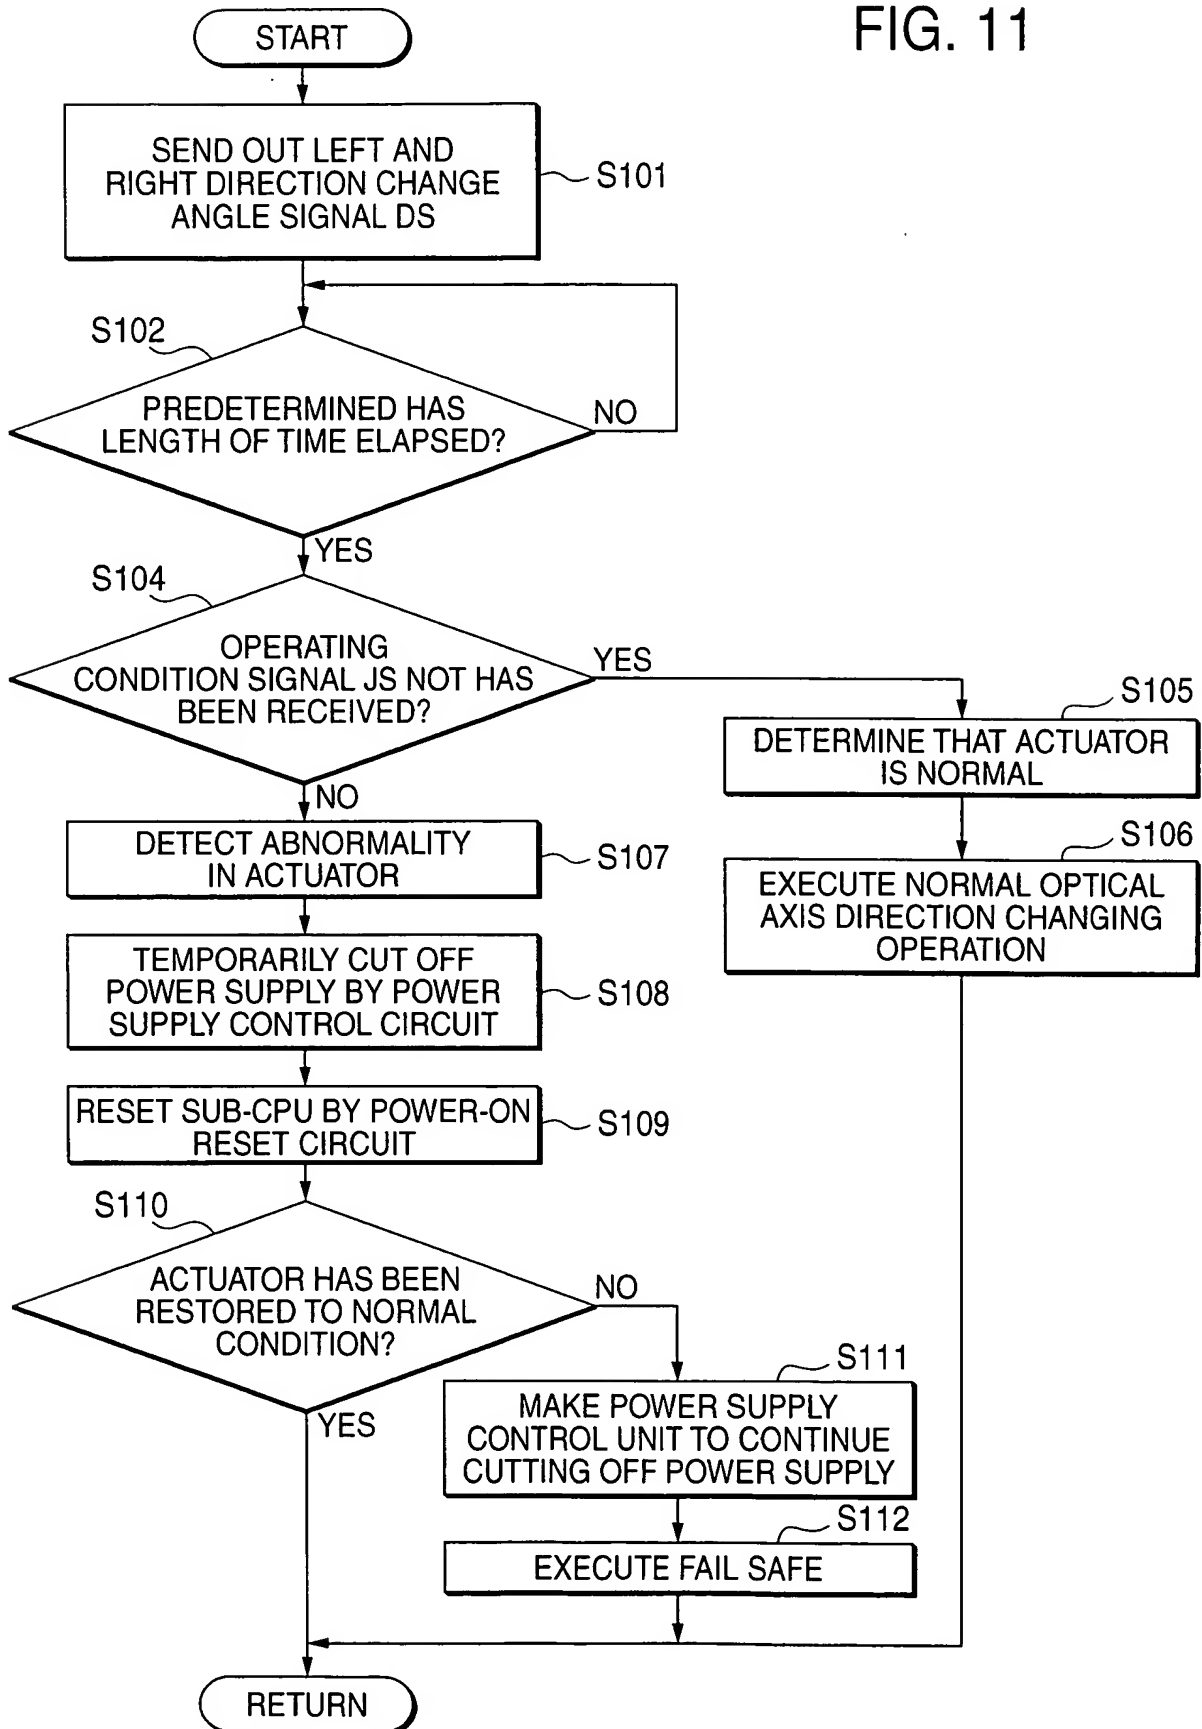 FIG. 11
START
SEND OUT LEFT AND
RIGHT DIRECTION CHANGE
ANGLE SIGNAL DS
S101
S102
PREDETERMINED HAS
LENGTH OF TIME ELAPSED?
NO
YES
S104
OPERATING
CONDITION SIGNAL JS NOT HAS
BEEN RECEIVED?
YES
NO
S105
DETERMINE THAT ACTUATOR
IS NORMAL
S106
EXECUTE NORMAL OPTICAL
AXIS DIRECTION CHANGING
OPERATION
DETECT ABNORMALITY
IN ACTUATOR
S107
TEMPORARILY CUT OFF
POWER SUPPLY BY POWER
SUPPLY CONTROL CIRCUIT
S108
RESET SUB-CPU BY POWER-ON
RESET CIRCUIT
S109
S110
ACTUATOR HAS BEEN
RESTORED TO NORMAL
CONDITION?
NO
YES
S111
MAKE POWER SUPPLY
CONTROL UNIT TO CONTINUE
CUTTING OFF POWER SUPPLY
S112
EXECUTE FAIL SAFE
RETURN